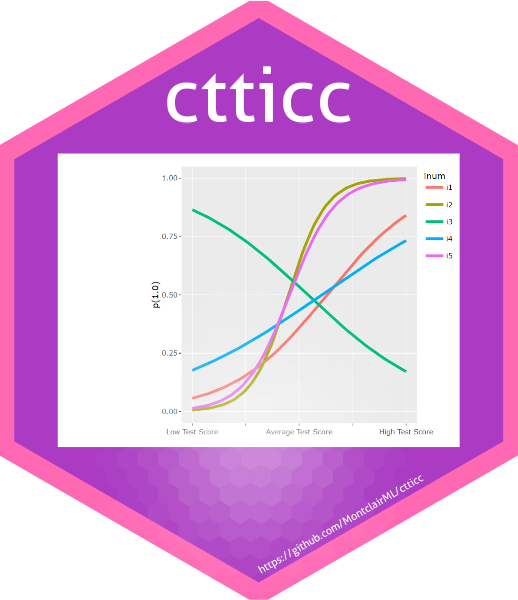 ctticc
1.00
0.75
0.50
0.25
0.00
p(1.0)
Low Test Score
Average Test Score
High Test Score
inum
i1
i2
i3
i4
i5
https://github.com/MontclairML/ctticc